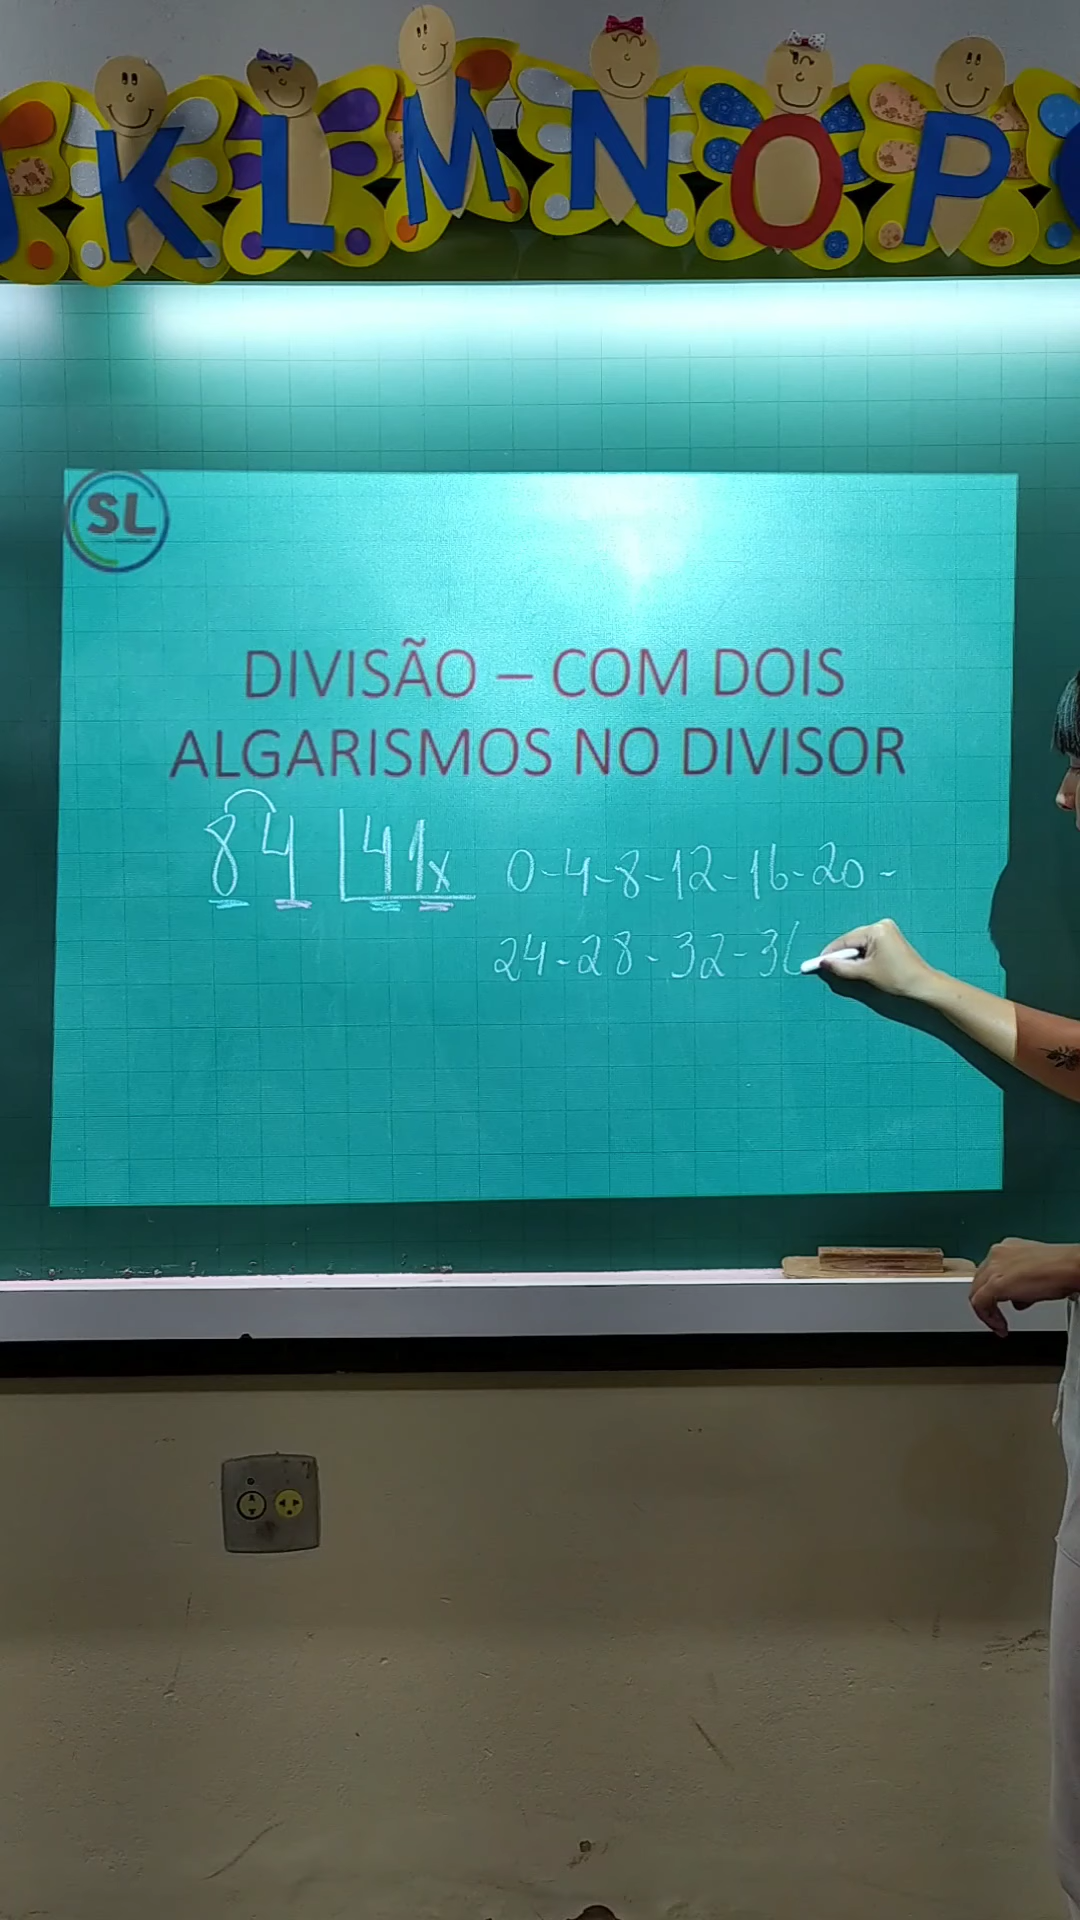 K L M N O P
SL
DIVISÃO – COM DOIS
ALGARISMOS NO DIVISOR
84 41x 0-4-8-12-16-20-
24-28-32-36